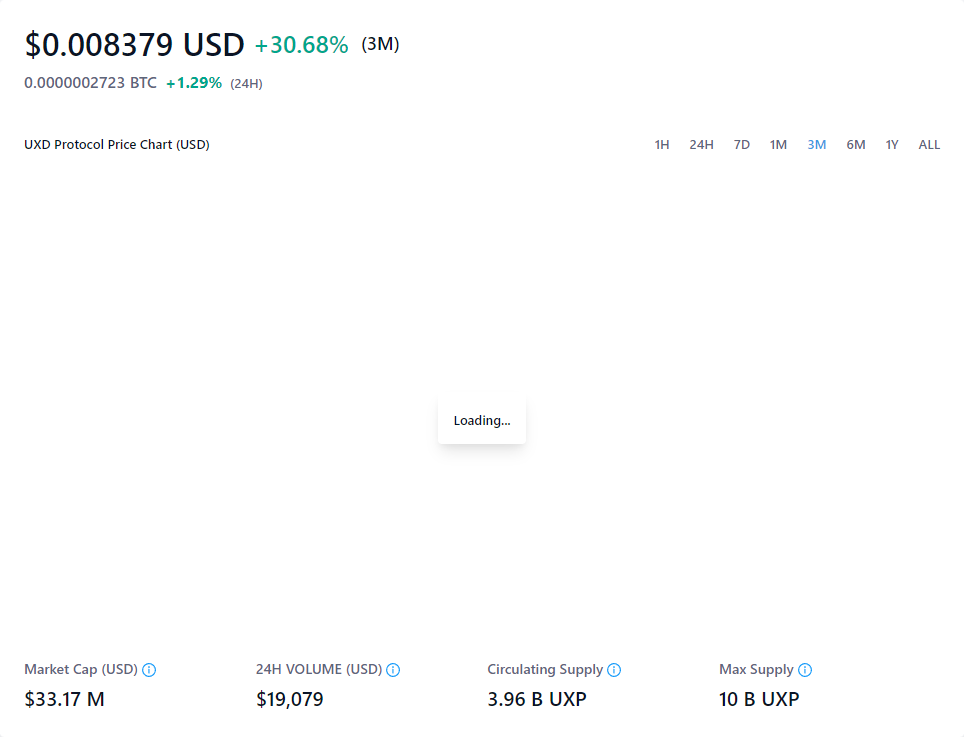 $0.008379 USD +30.68% (3M)
0.0000002723 BTC +1.29% (24H)
UXD Protocol Price Chart (USD) 1H 24H 7D 1M 3M 6M 1Y ALL
Loading...
Market Cap (USD) 24H VOLUME (USD) Circulating Supply Max Supply
$33.17 M $19,079 3.96 B UXP 10 B UXP